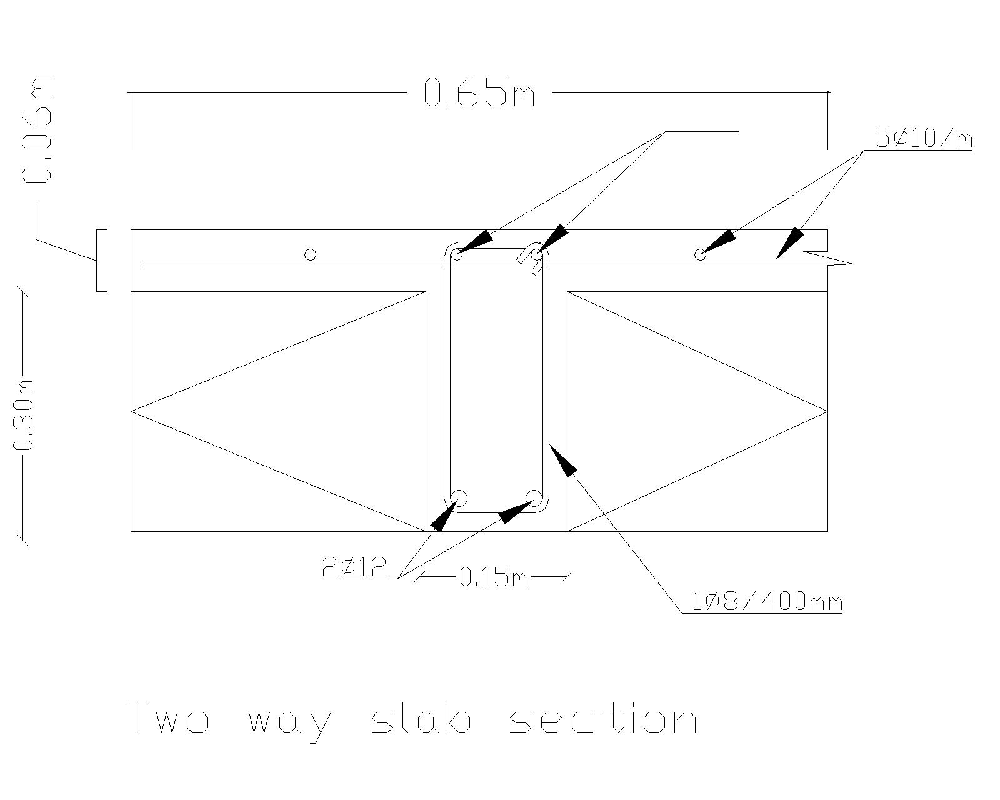 0.65m
0.06m
5ø10/m
0.30m
2ø12
0.15m
1ø8/400mm
Two way slab section